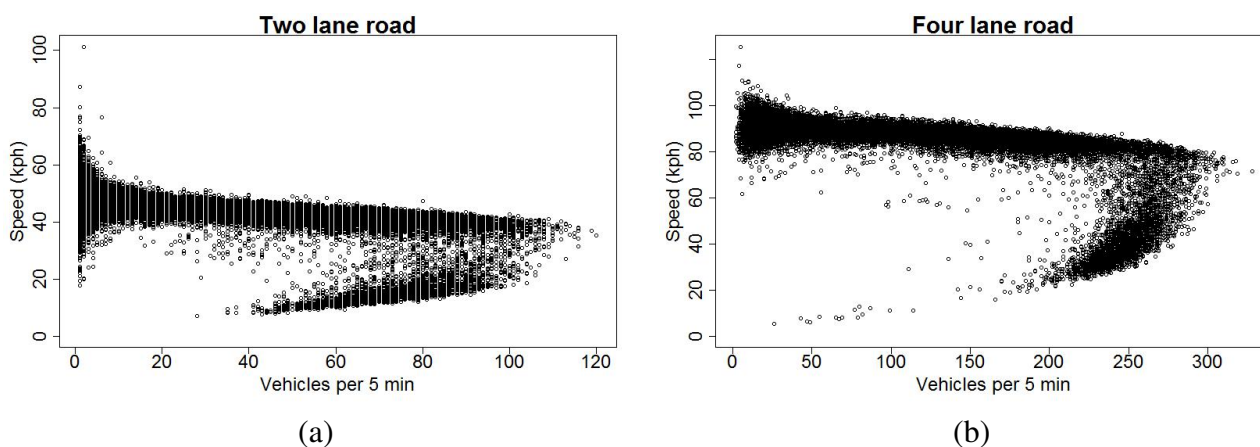 Two lane road
100
80
60
40
20
0
Speed (kph)
0 20 40 60 80 100 120
Vehicles per 5 min
(a)
Four lane road
100
80
60
40
20
0
Speed (kph)
0 50 100 150 200 250 300
Vehicles per 5 min
(b)